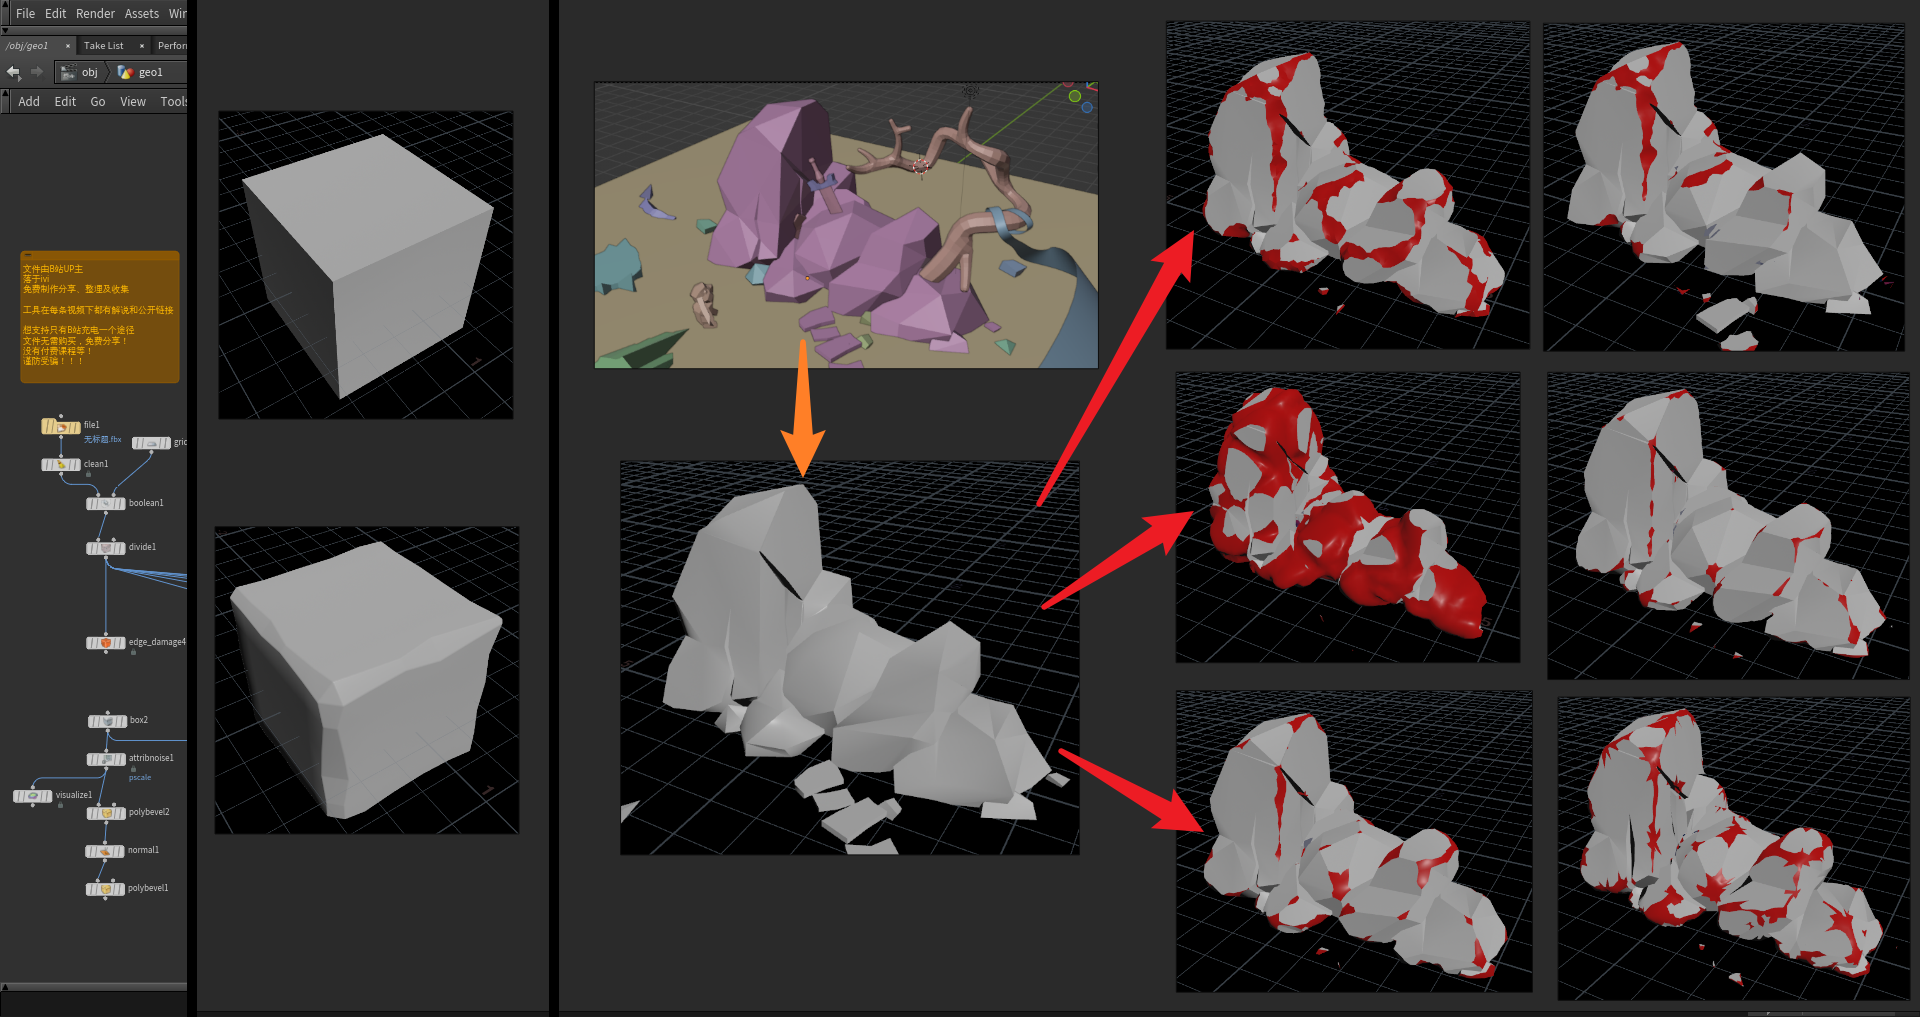 File Edit Render Assets Win
/obj/geo1 × Take List × Perfor
obj geo1
Add Edit Go View Tools
文件由B站UP主
落于ivi
免费制作分享、整理及收集
工具在每条视频下都有解说和公开链接
想支持只有B站充电一个途径
文件无需购买，免费分享！
没有付费课程等！
谨防受骗！！！
file1
无标题.fbx
grid
clean1
boolean1
divide1
edge_damage4
box2
attribnoise1
pscale
visualize1
polybevel2
normal1
polybevel1